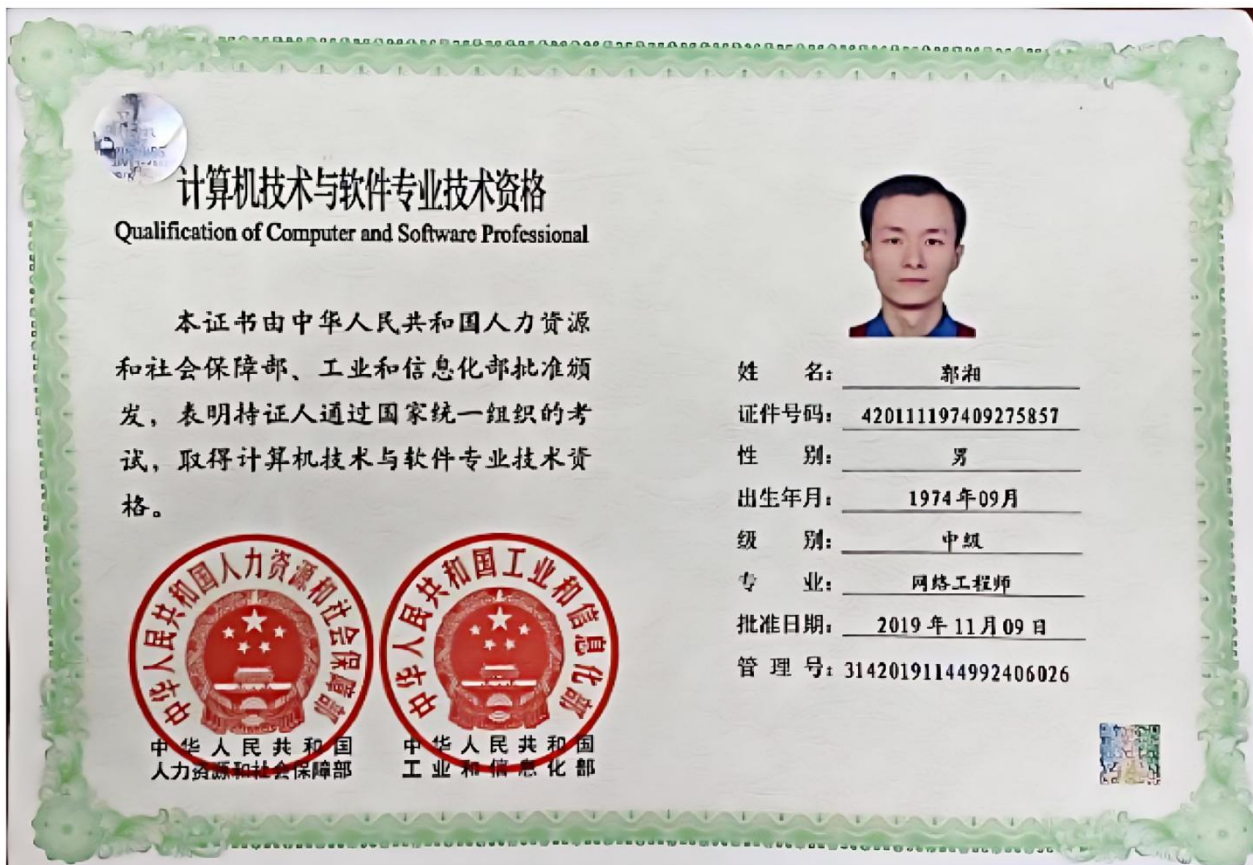 计算机技术与软件专业技术资格
Qualification of Computer and Software Professional
本证书由中华人民共和国人力资源
和社会保障部、工业和信息化部批准颁
发，表明持证人通过国家统一组织的考
试，取得计算机技术与软件专业技术资
格。
中华人民共和国人力资源和社会保障部
中华人民共和国
人力资源和社会保障部
中华人民共和国工业和信息化部
中华人民共和国
工业和信息化部
姓 名： 郭湘
证件号码： 420111197409275857
性 别： 男
出生年月： 1974年09月
级 别： 中级
专 业： 网络工程师
批准日期： 2019年11月09日
管 理 号： 31420191144992406026